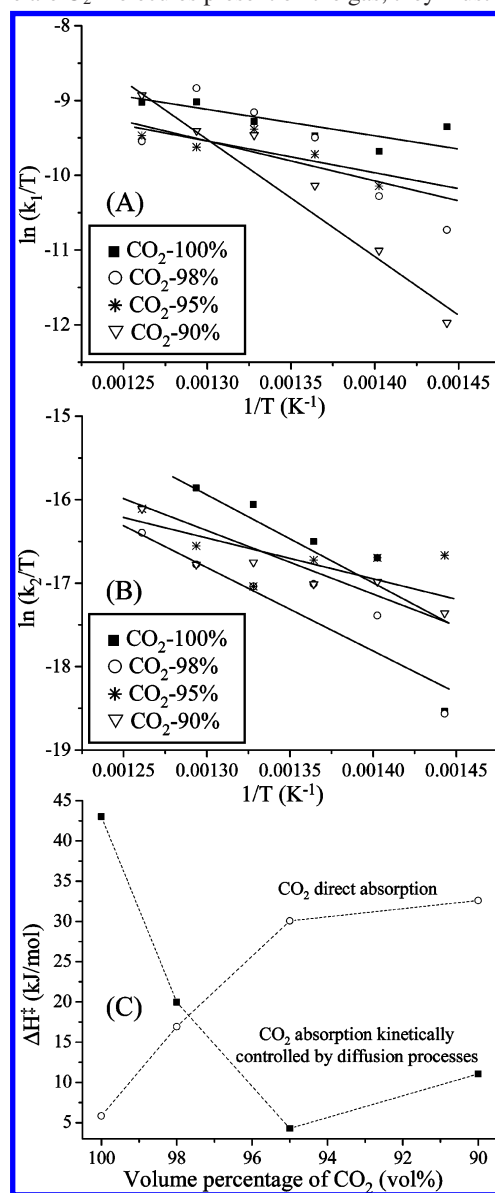 -8
-9
-10
-11
-12
ln (k₁/T)
(A)
CO₂-100%
CO₂-98%
CO₂-95%
CO₂-90%
0.00125 0.00130 0.00135 0.00140 0.00145
1/T (K⁻¹)
-15
-16
-17
-18
-19
ln (k₂/T)
(B)
CO₂-100%
CO₂-98%
CO₂-95%
CO₂-90%
0.00125 0.00130 0.00135 0.00140 0.00145
1/T (K⁻¹)
45
40
35
30
25
20
15
10
5
ΔH‡ (kJ/mol)
CO₂ direct absorption
(C)
CO₂ absorption kinetically
controlled by diffusion processes
100 98 96 94 92 90
Volume percentage of CO₂ (vol%)